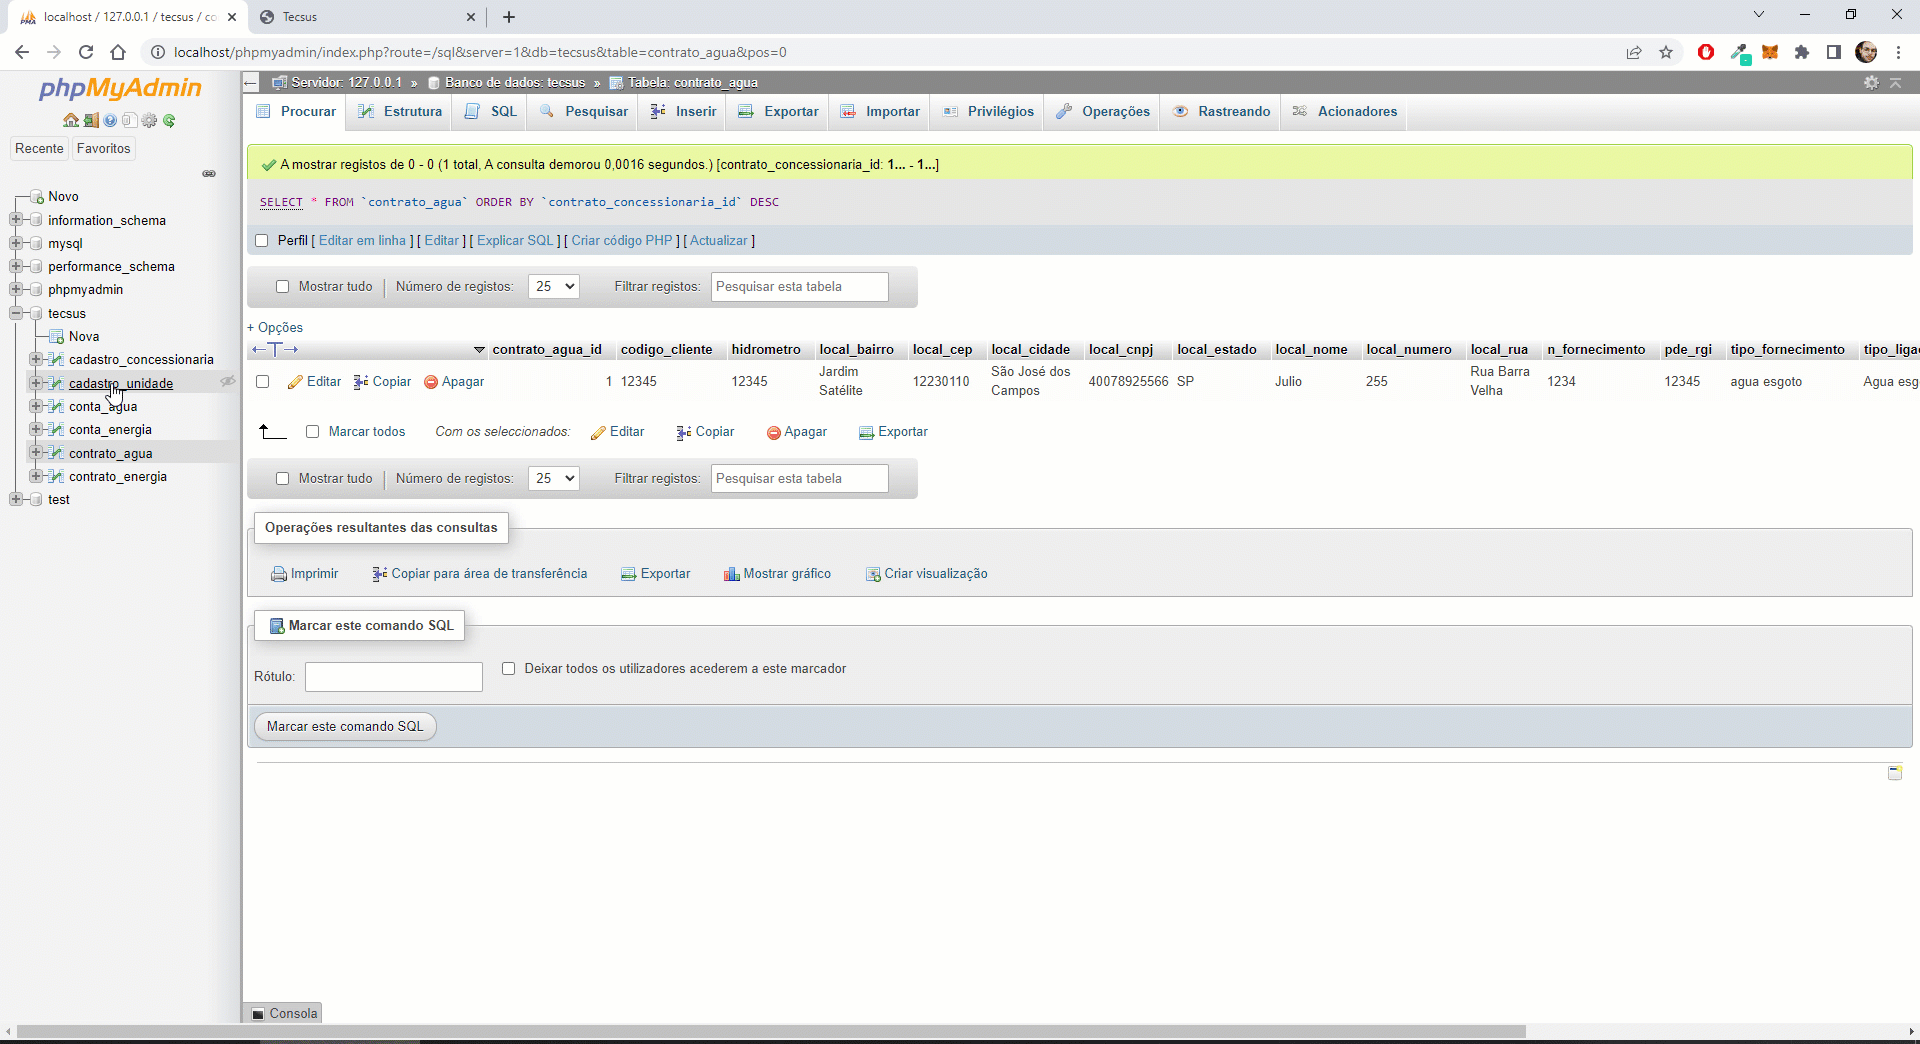 localhost / 127.0.0.1 / tecsus / co
Tecsus
localhost/phpmyadmin/index.php?route=/sql&server=1&db=tecsus&table=contrato_agua&pos=0
phpMyAdmin
Recente
Favoritos
Novo
information_schema
mysql
performance_schema
phpmyadmin
tecsus
Nova
cadastro_concessionaria
cadastro_unidade
conta_agua
conta_energia
contrato_agua
contrato_energia
test
Servidor: 127.0.0.1 » Banco de dados: tecsus » Tabela: contrato_agua
Procurar Estrutura SQL Pesquisar Inserir Exportar Importar Privilégios Operações Rastreando Acionadores
A mostrar registos de 0 - 0 (1 total, A consulta demorou 0,0016 segundos.) [contrato_concessionaria_id: 1... - 1...]
SELECT * FROM `contrato_agua` ORDER BY `contrato_concessionaria_id` DESC
Perfil [ Editar em linha ] [ Editar ] [ Explicar SQL ] [ Criar código PHP ] [ Actualizar ]
Mostrar tudo Número de registos: 25 Filtrar registos: Pesquisar esta tabela
+ Opções
←T→ contrato_agua_id codigo_cliente hidrometro local_bairro local_cep local_cidade local_cnpj local_estado local_nome local_numero local_rua n_fornecimento pde_rgi tipo_fornecimento tipo_ligac
Editar Copiar Apagar 1 12345 12345 Jardim Satélite 12230110 São José dos Campos 40078925566 SP Julio 255 Rua Barra Velha 1234 12345 agua esgoto Agua esg
Marcar todos Com os seleccionados: Editar Copiar Apagar Exportar
Mostrar tudo Número de registos: 25 Filtrar registos: Pesquisar esta tabela
Operações resultantes das consultas
Imprimir Copiar para área de transferência Exportar Mostrar gráfico Criar visualização
Marcar este comando SQL
Rótulo: Deixar todos os utilizadores acederem a este marcador
Marcar este comando SQL
Consola